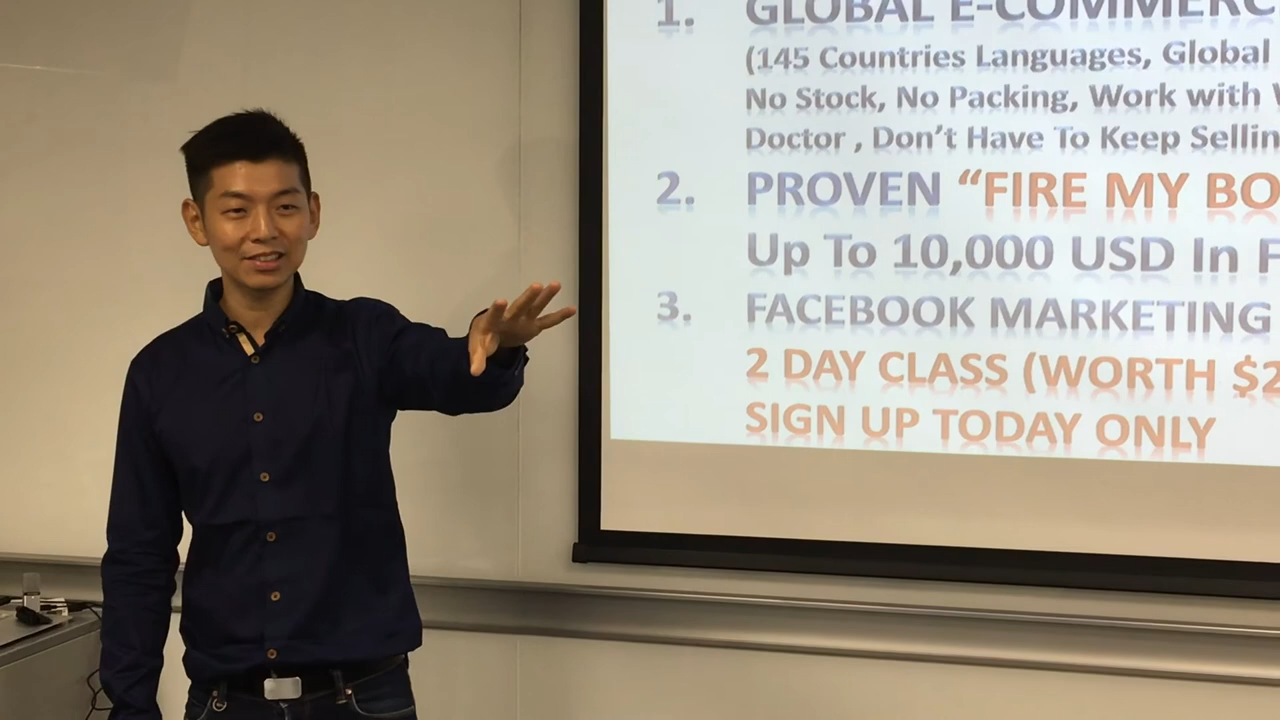 1. GLOBAL E-COMMERC
(145 Countries Languages, Global
No Stock, No Packing, Work with
Doctor , Don't Have To Keep Sellin
2. PROVEN "FIRE MY BO
Up To 10,000 USD In F
3. FACEBOOK MARKETING
2 DAY CLASS (WORTH $2
SIGN UP TODAY ONLY